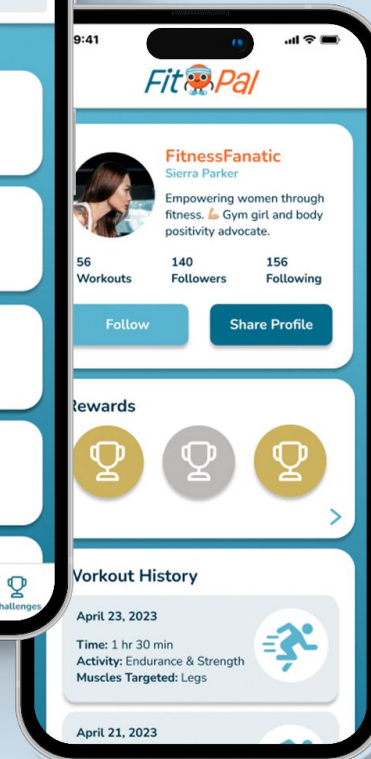 9:41
Fit Pal
FitnessFanatic
Sierra Parker
Empowering women through
fitness. 💪 Gym girl and body
positivity advocate.
56 140 156
Workouts Followers Following
Follow Share Profile
Rewards
Workout History
April 23, 2023
Time: 1 hr 30 min
Activity: Endurance & Strength
Muscles Targeted: Legs
hallenges
April 21, 2023